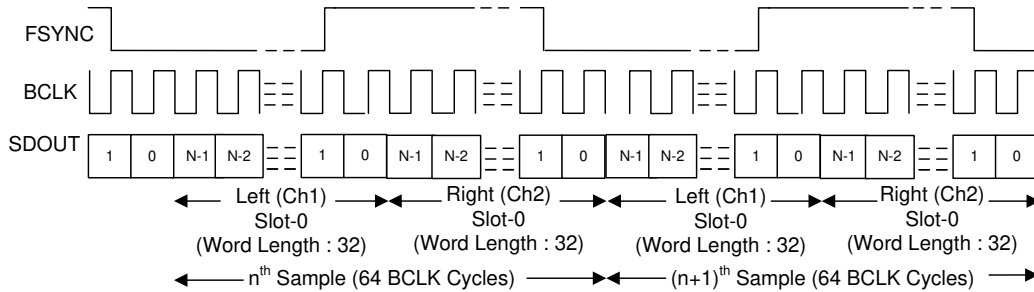 FSYNC
BCLK
SDOUT
1 0 N-1 N-2 1 0 N-1 N-2 1 0 N-1 N-2 1 0 N-1 N-2 1 0
Left (Ch1) Right (Ch2) Left (Ch1) Right (Ch2)
Slot-0 Slot-0 Slot-0 Slot-0
(Word Length : 32) (Word Length : 32) (Word Length : 32) (Word Length : 32)
nth Sample (64 BCLK Cycles) (n+1)th Sample (64 BCLK Cycles)